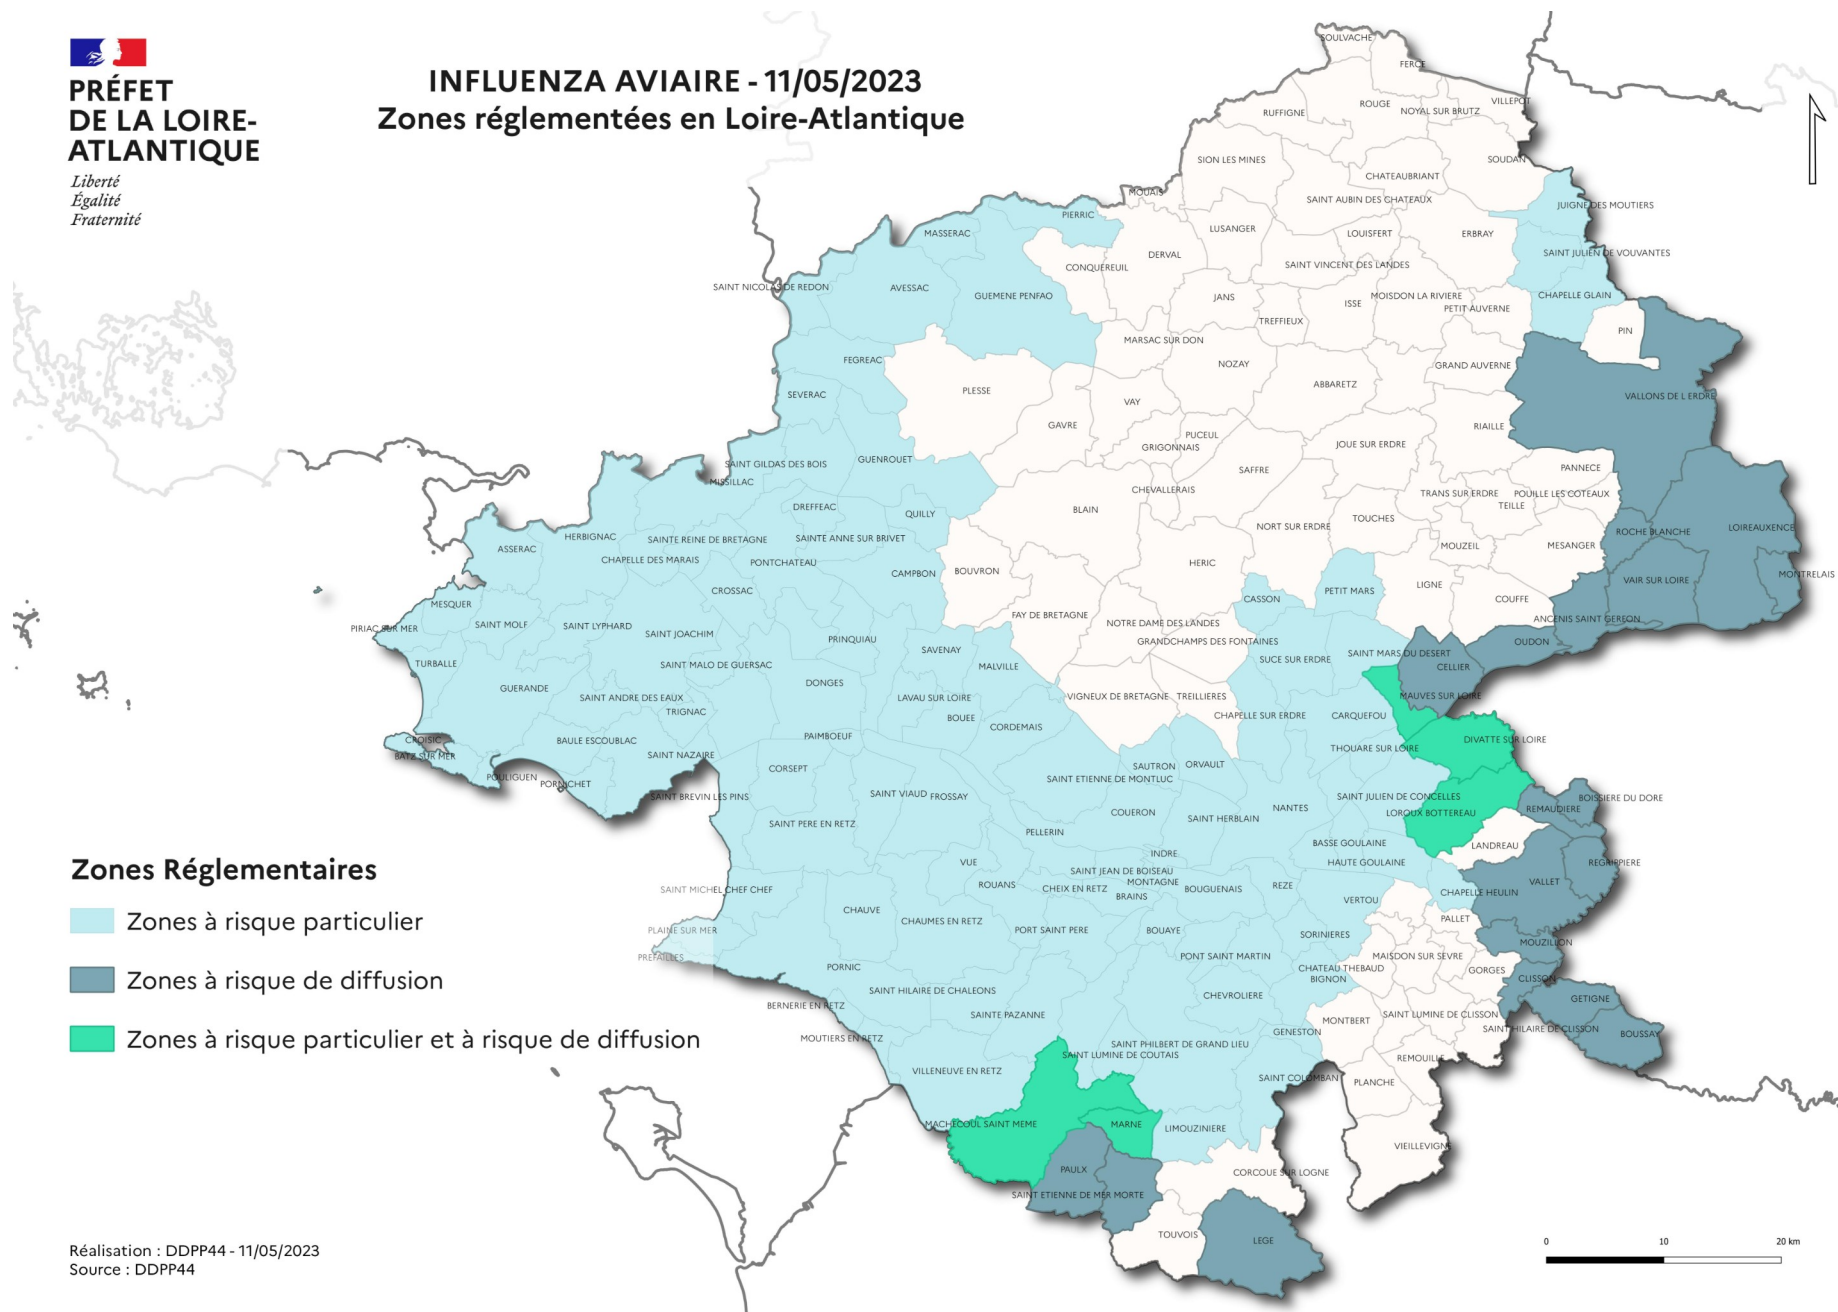 PRÉFET
DE LA LOIRE-
ATLANTIQUE
Liberté
Égalité
Fraternité
INFLUENZA AVIAIRE - 11/05/2023
Zones réglementées en Loire-Atlantique
SOULVACHE
FERCE
ROUGE
RUFFIGNE
NOYAL SUR BRUTZ
VILLEPOT
SION LES MINES
SOUDAN
CHATEAUBRIANT
MOUAIS
SAINT AUBIN DES CHATEAUX
JUIGNE DES MOUTIERS
PIERRIC
MASSERAC
LUSANGER
LOUISFERT
ERBRAY
DERVAL
SAINT JULIEN DE VOUVANTES
CONQUEREUIL
SAINT VINCENT DES LANDES
SAINT NICOLAS DE REDON
AVESSAC
GUEMENE PENFAO
JANS
ISSE
MOISDON LA RIVIERE
CHAPELLE GLAIN
PETIT AUVERNE
TREFFIEUX
PIN
MARSAC SUR DON
FEGREAC
NOZAY
GRAND AUVERNE
PLESSE
ABBARETZ
SEVERAC
VALLONS DE L ERDRE
VAY
GAVRE
RIAILLE
PUCEUL
GRIGONNAIS
JOUE SUR ERDRE
GUENROUET
SAINT GILDAS DES BOIS
SAFFRE
PANNECE
MISSILLAC
CHEVALLERAIS
TRANS SUR ERDRE
POUILLE LES COTEAUX
TEILLE
DREFFEAC
QUILLY
BLAIN
TOUCHES
NORT SUR ERDRE
LOIREAUXENCE
ROCHE BLANCHE
HERBIGNAC
SAINTE REINE DE BRETAGNE
SAINTE ANNE SUR BRIVET
ASSERAC
MOUZEIL
MESANGER
CHAPELLE DES MARAIS
PONTCHATEAU
HERIC
CAMPBON
BOUVRON
MONTRELAIS
VAIR SUR LOIRE
CROSSAC
PETIT MARS
LIGNE
CASSON
COUFFE
MESQUER
FAY DE BRETAGNE
ANCENIS SAINT GEREON
PIRIAC SUR MER
SAINT MOLF
SAINT LYPHARD
SAINT JOACHIM
PRINQUIAU
NOTRE DAME DES LANDES
GRANDCHAMPS DES FONTAINES
OUDON
SAVENAY
SAINT MARS DU DESERT
TURBALLE
SAINT MALO DE GUERSAC
MALVILLE
SUCE SUR ERDRE
CELLIER
DONGES
GUERANDE
SAINT ANDRE DES EAUX
LAVAU SUR LOIRE
VIGNEUX DE BRETAGNE
TREILLIERES
MAUVES SUR LOIRE
TRIGNAC
BOUEE
CORDEMAIS
CHAPELLE SUR ERDRE
CARQUEFOU
CROISIC
BAULE ESCOUBLAC
PAIMBOEUF
DIVATTE SUR LOIRE
THOUARE SUR LOIRE
BATZ SUR MER
SAINT NAZAIRE
CORSEPT
SAUTRON
ORVAULT
POULIGUEN
PORNICHET
SAINT ETIENNE DE MONTLUC
SAINT BREVIN LES PINS
SAINT VIAUD
FROSSAY
SAINT JULIEN DE CONCELLES
BOISSIERE DU DORE
NANTES
REMAUDIERE
COUERON
SAINT HERBLAIN
LOROUX BOTTEREAU
SAINT PERE EN RETZ
PELLERIN
BASSE GOULAINE
LANDREAU
INDRE
HAUTE GOULAINE
VUE
REGRIPPIERE
SAINT JEAN DE BOISEAU
MONTAGNE
ROUANS
CHEIX EN RETZ
BRAINS
BOUGUENAIS
REZE
VALLET
SAINT MICHEL CHEF CHEF
CHAPELLE HEULIN
VERTOU
CHAUVE
CHAUMES EN RETZ
PALLET
PLAINE SUR MER
PORT SAINT PERE
BOUAYE
SORINIERES
MOUZILLON
PREFAILLES
PONT SAINT MARTIN
MAISDON SUR SEVRE
PORNIC
CHATEAU THEBAUD
BIGNON
GORGES
CLISSON
SAINT HILAIRE DE CHALEONS
CHEVROLIERE
GETIGNE
BERNERIE EN RETZ
SAINTE PAZANNE
MONTBERT
SAINT LUMINE DE CLISSON
GENESTON
SAINT HILAIRE DE CLISSON
BOUSSAY
MOUTIERS EN RETZ
SAINT PHILBERT DE GRAND LIEU
SAINT LUMINE DE COUTAIS
REMOUILLE
VILLENEUVE EN RETZ
SAINT COLOMBAN
PLANCHE
MACHECOUL SAINT MEME
MARNE
LIMOUZINIERE
VIEILLEVIGNE
PAULX
CORCOUE SUR LOGNE
SAINT ETIENNE DE MER MORTE
TOUVOIS
LEGE
Zones Réglementaires
Zones à risque particulier
Zones à risque de diffusion
Zones à risque particulier et à risque de diffusion
Réalisation : DDPP44 - 11/05/2023
Source : DDPP44
0 10 20 km